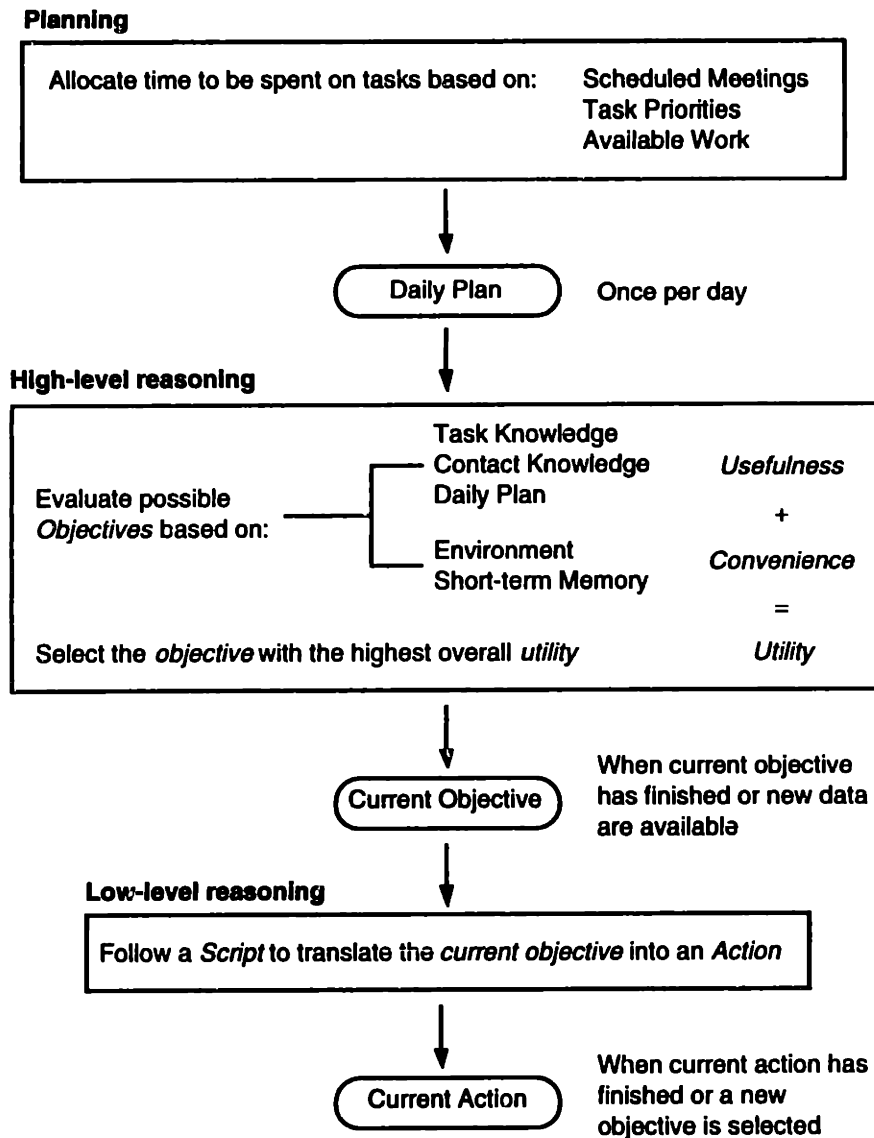 Planning
Allocate time to be spent on tasks based on: Scheduled Meetings
Task Priorities
Available Work
Daily Plan Once per day
High-level reasoning
Task Knowledge
Contact Knowledge Usefulness
Daily Plan
Evaluate possible
Objectives based on:
+
Environment
Short-term Memory
Convenience
=
Select the objective with the highest overall utility Utility
Current Objective
When current objective
has finished or new data
are available
Low-level reasoning
Follow a Script to translate the current objective into an Action
Current Action
When current action has
finished or a new
objective is selected